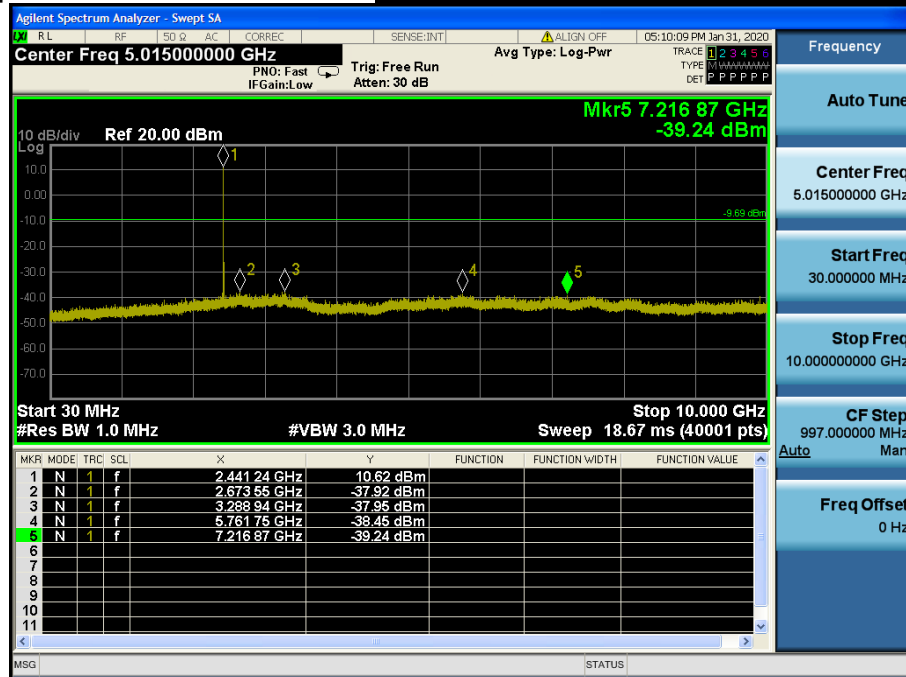 Agilent Spectrum Analyzer - Swept SA
LXI RL RF 50 Ω AC CORREC SENSE:INT ALIGN OFF 05:10:09 PM Jan 31, 2020
Center Freq 5.015000000 GHz Avg Type: Log-Pwr TRACE 1 2 3 4 5 6
PNO: Fast Trig: Free Run TYPE M WWWWW
IFGain:Low Atten: 30 dB DET P P P P P P
Mkr5 7.216 87 GHz
-39.24 dBm
10 dB/div Ref 20.00 dBm
Log
1
10.0
0.00
-9.69 dBm
-10.0
-20.0
2 3 4 5
-30.0
-40.0
-50.0
-60.0
-70.0
Start 30 MHz Stop 10.000 GHz
#Res BW 1.0 MHz #VBW 3.0 MHz Sweep 18.67 ms (40001 pts)
MKR MODE TRC SCL X Y FUNCTION FUNCTION WIDTH FUNCTION VALUE
1 N 1 f 2.441 24 GHz 10.62 dBm
2 N 1 f 2.673 55 GHz -37.92 dBm
3 N 1 f 3.288 94 GHz -37.95 dBm
4 N 1 f 5.761 75 GHz -38.45 dBm
5 N 1 f 7.216 87 GHz -39.24 dBm
6
7
8
9
10
11
MSG STATUS
Frequency
Auto Tune
Center Freq
5.015000000 GHz
Start Freq
30.000000 MHz
Stop Freq
10.000000000 GHz
CF Step
997.000000 MHz
Auto Man
Freq Offset
0 Hz